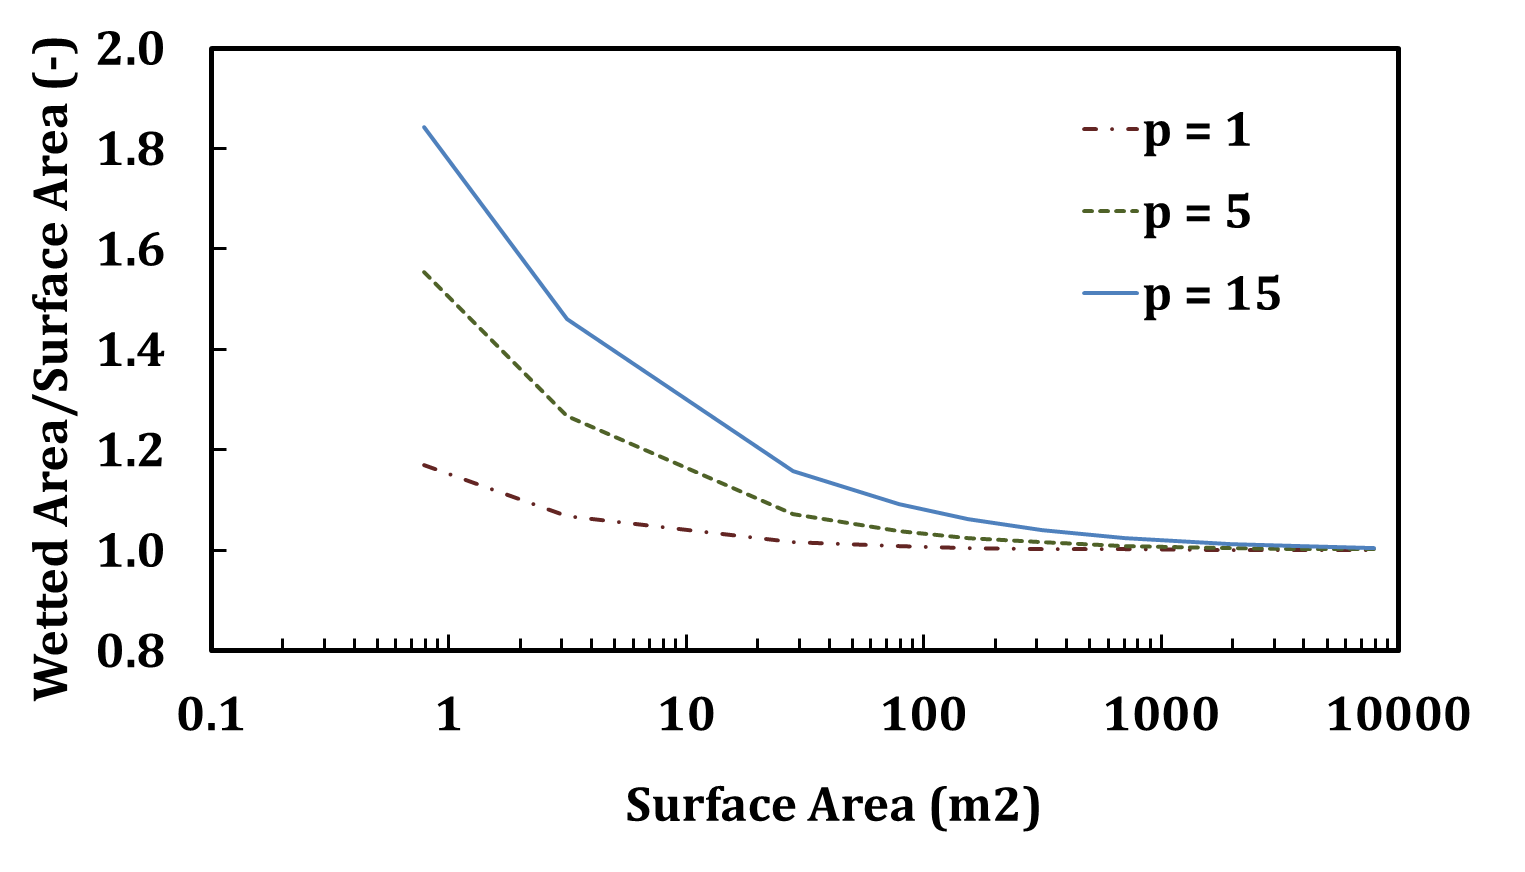 Wetted Area/Surface Area (-)
2.0
1.8
1.6
1.4
1.2
1.0
0.8
p = 1
p = 5
p = 15
0.1 1 10 100 1000 10000
Surface Area (m2)